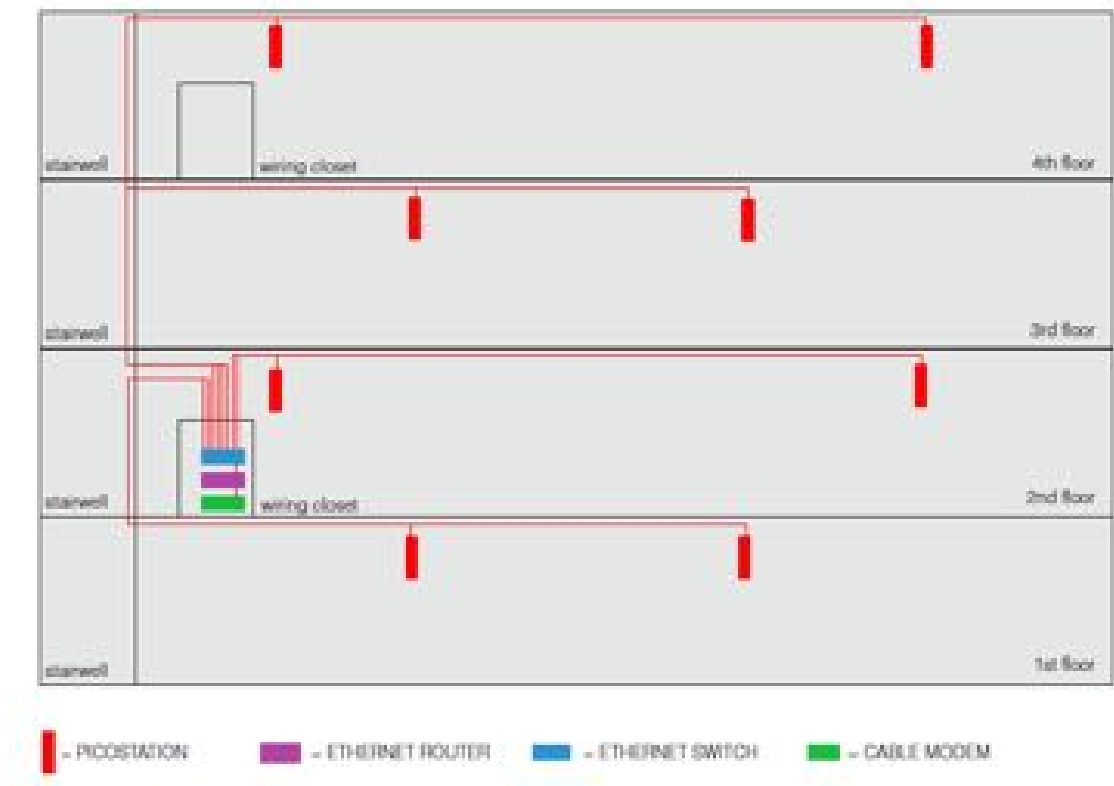 stairwell
wiring closet
4th floor
stairwell
3rd floor
stairwell
wiring closet
2nd floor
stairwell
1st floor
= PICOSTATION
= ETHERNET ROUTER
= ETHERNET SWITCH
= CABLE MODEM